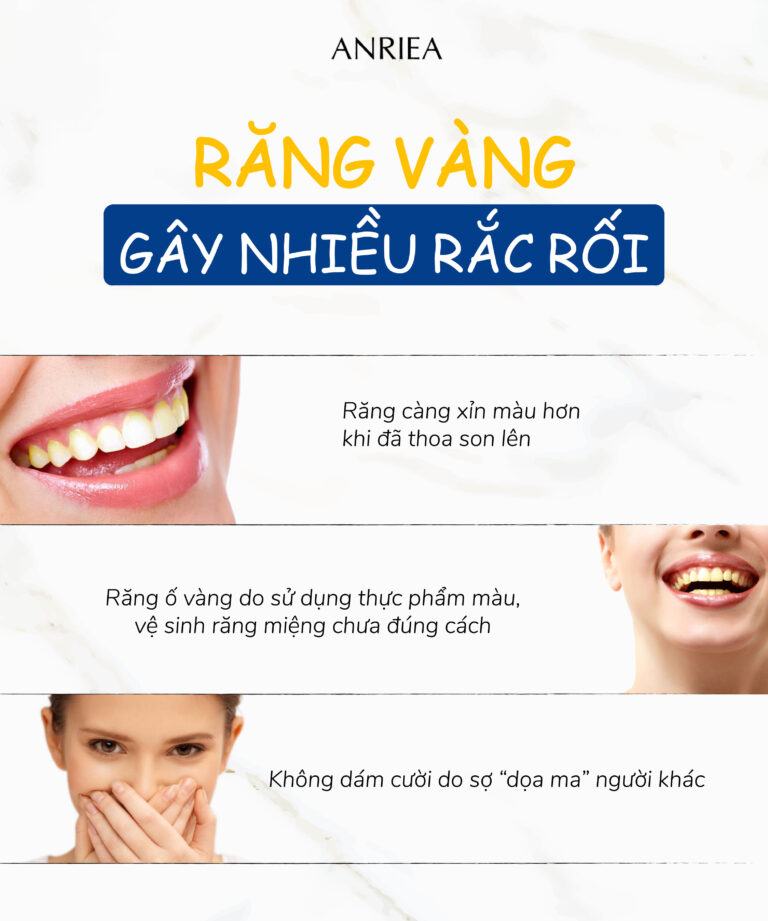 ANRIEA
RĂNG VÀNG
GÂY NHIỀU RẮC RỐI
Răng càng xỉn màu hơn
khi đã thoa son lên
Răng ố vàng do sử dụng thực phẩm màu,
vệ sinh răng miệng chưa đúng cách
Không dám cười do sợ “dọa ma” người khác